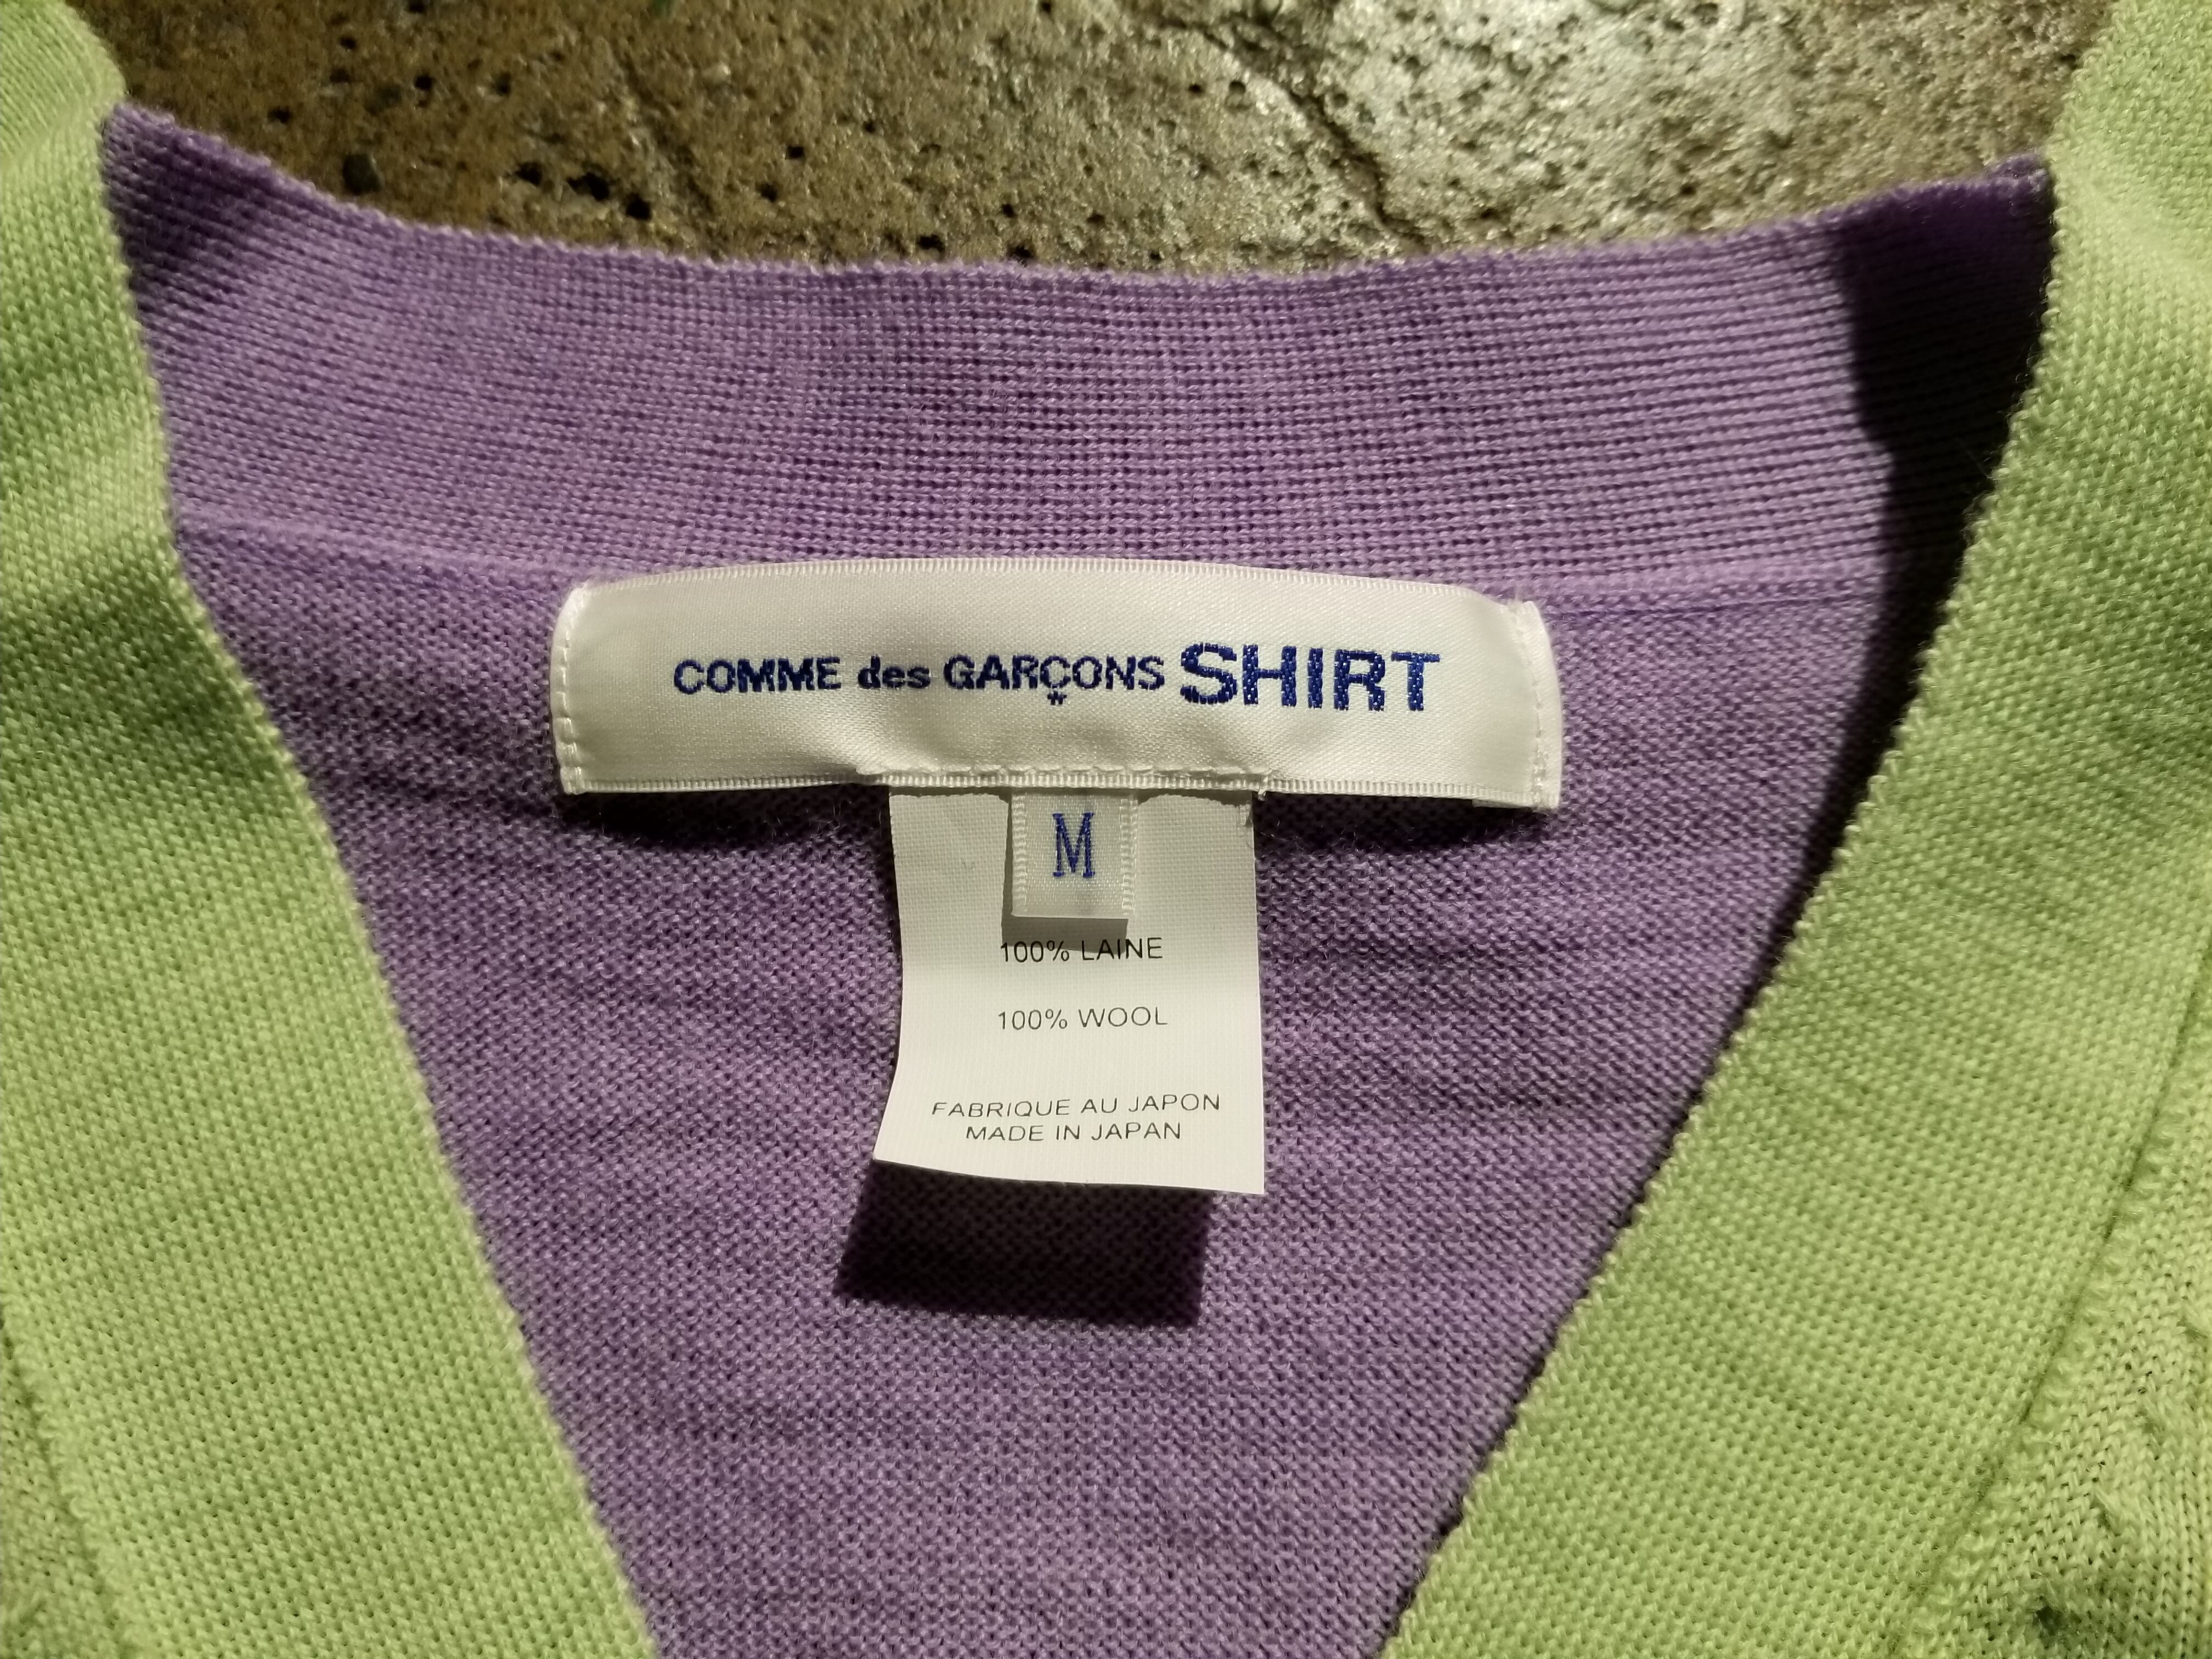 COMME des GARÇONS SHIRT
M
100% LAINE
100% WOOL
FABRIQUE AU JAPON
MADE IN JAPAN